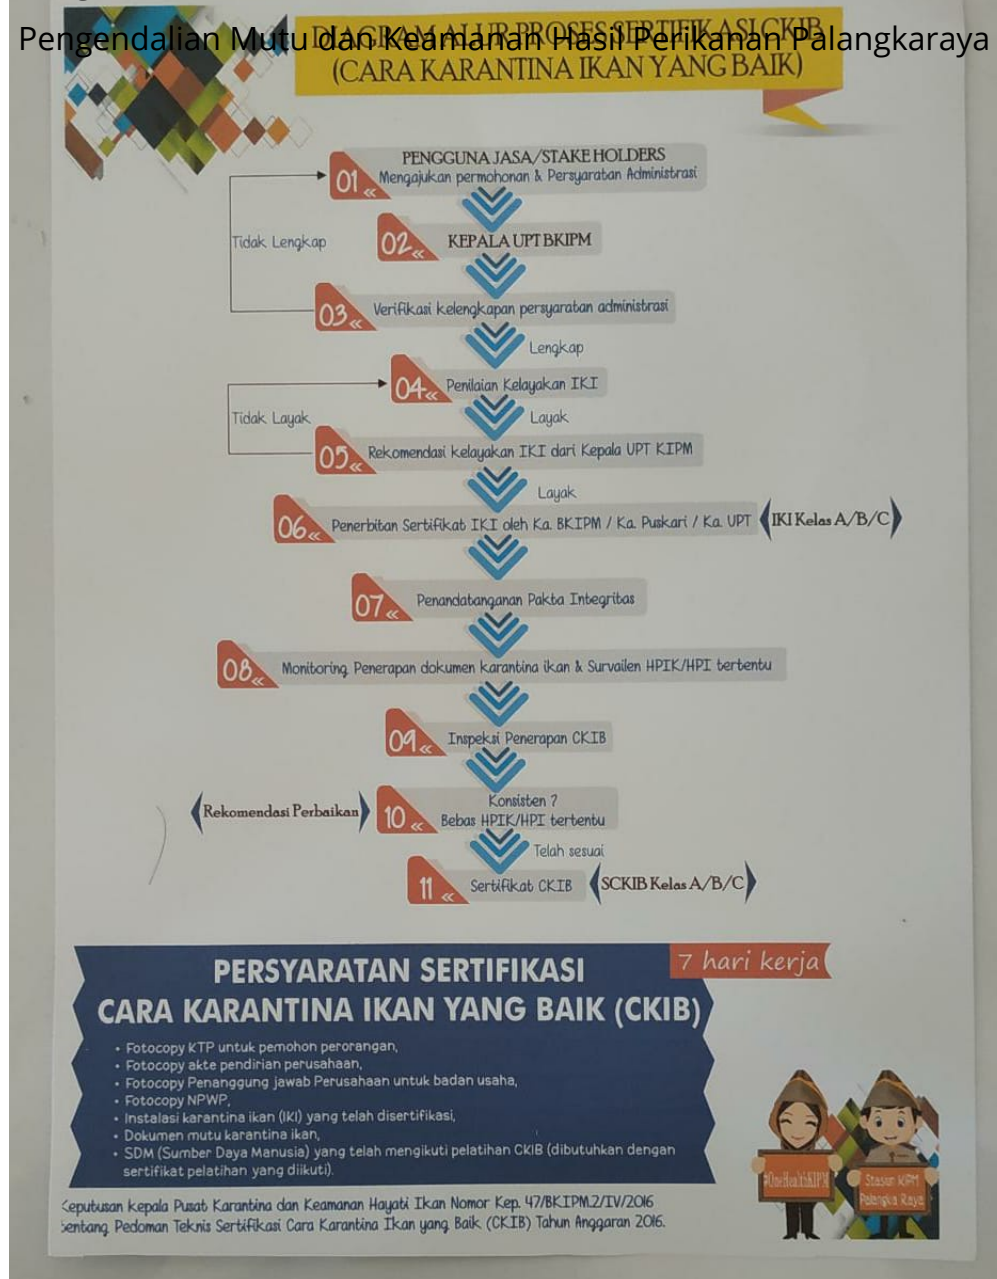 Pengendalian Mutu dan Keamanan Hasil Perikanan Palangkaraya
DIAGRAM ALUR PROSES SERTIFIKASI CKIB
(CARA KARANTINA IKAN YANG BAIK)
01 PENGGUNA JASA/STAKE HOLDERS
Mengajukan permohonan & Persyaratan Administrasi
Tidak Lengkap
02 KEPALA UPT BKIPM
03 Verifikasi kelengkapan persyaratan administrasi
Lengkap
04 Penilaian Kelayakan IKI
Tidak Layak
Layak
05 Rekomendasi kelayakan IKI dari Kepala UPT KIPM
Layak
06 Penerbitan Sertifikat IKI oleh Ka. BKIPM / Ka. Puskari / Ka. UPT
IKI Kelas A/B/C
07 Penandatanganan Pakta Integritas
08 Monitoring Penerapan dokumen karantina ikan & Survailen HPIK/HPI tertentu
09 Inspeksi Penerapan CKIB
Rekomendasi Perbaikan
10 Konsisten ?
Bebas HPIK/HPI tertentu
Telah sesuai
11 Sertifikat CKIB
SCKIB Kelas A/B/C
7 hari kerja
PERSYARATAN SERTIFIKASI
CARA KARANTINA IKAN YANG BAIK (CKIB)
• Fotocopy KTP untuk pemohon perorangan,
• Fotocopy akte pendirian perusahaan,
• Fotocopy Penanggung jawab Perusahaan untuk badan usaha,
• Fotocopy NPWP,
• Instalasi karantina ikan (IKI) yang telah disertifikasi,
• Dokumen mutu karantina ikan,
• SDM (Sumber Daya Manusia) yang telah mengikuti pelatihan CKIB (dibutuhkan dengan
sertifikat pelatihan yang diikuti).
#OneHealthKIPM
Stasiun KIPM
Palangka Raya
Keputusan kepala Pusat Karantina dan Keamanan Hayati Ikan Nomor Kep. 47/BKIPM.2/IV/2016
tentang Pedoman Teknis Sertifikasi Cara Karantina Ikan yang Baik (CKIB) Tahun Anggaran 2016.